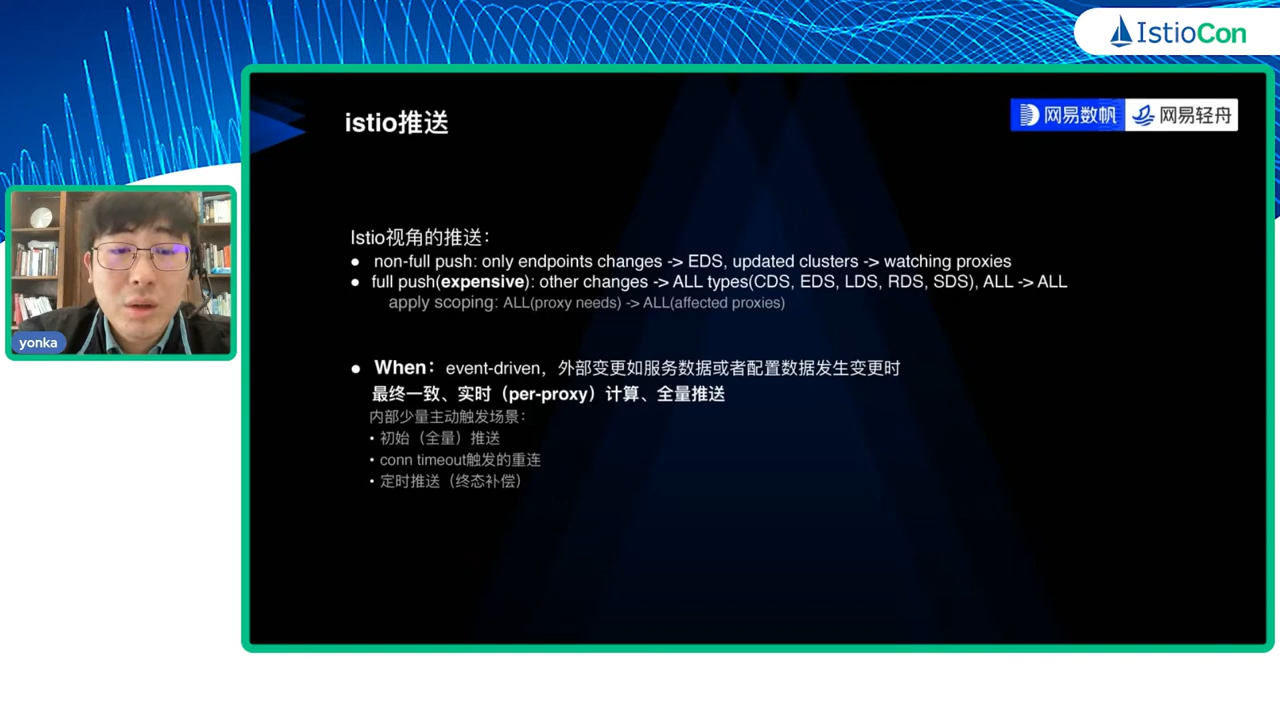 IstioCon
istio推送
网易数帆 网易轻舟
Istio视角的推送：
● non-full push: only endpoints changes -> EDS, updated clusters -> watching proxies
● full push(expensive): other changes -> ALL types(CDS, EDS, LDS, RDS, SDS), ALL -> ALL
apply scoping: ALL(proxy needs) -> ALL(affected proxies)
yonka
● When：event-driven，外部变更如服务数据或者配置数据发生变更时
最终一致、实时（per-proxy）计算、全量推送
内部少量主动触发场景：
• 初始（全量）推送
• conn timeout触发的重连
• 定时推送（终态补偿）